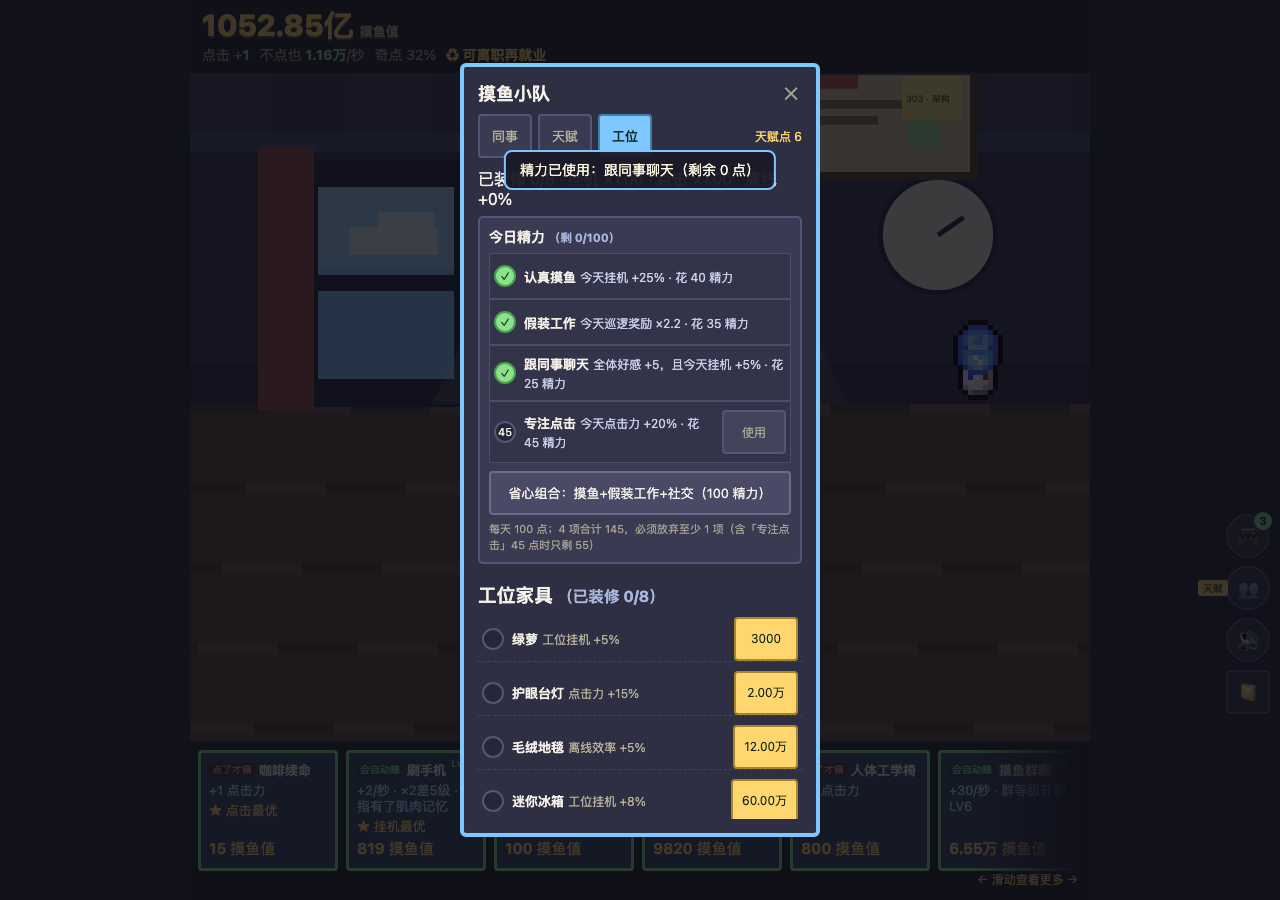 1052.85亿 摸鱼值
点击 +1 不点也 1.16万/秒 奇点 32% ♻ 可离职再就业
303 · 架构
摸鱼小队
×
同事 天赋 工位 天赋点 6
精力已使用：跟同事聊天（剩余 0 点）
已装
+0%
今日精力 （剩 0/100）
认真摸鱼 今天挂机 +25% · 花 40 精力
假装工作 今天巡逻奖励 ×2.2 · 花 35 精力
跟同事聊天 全体好感 +5，且今天挂机 +5% · 花
25 精力
45 专注点击 今天点击力 +20% · 花
45 精力
使用
省心组合：摸鱼+假装工作+社交（100 精力）
每天 100 点；4 项合计 145，必须放弃至少 1 项（含「专注点
击」45 点时只剩 55）
工位家具 （已装修 0/8）
绿萝 工位挂机 +5% 3000
护眼台灯 点击力 +15% 2.00万
毛绒地毯 离线效率 +5% 12.00万
迷你冰箱 工位挂机 +8% 60.00万
3
天赋
点了才赚 咖啡续命
+1 点击力
★ 点击最优
15 摸鱼值
会自动赚 刷手机
+2/秒 · ×2差5级 ·
指有了肌肉记忆
★ 挂机最优
819 摸鱼值
100 摸鱼值
9820 摸鱼值
才赚 人体工学椅
点击力
800 摸鱼值
会自动赚 摸鱼群聊
+30/秒 · 群等级升到
LV6
6.55万 摸鱼值
← 滑动查看更多 →